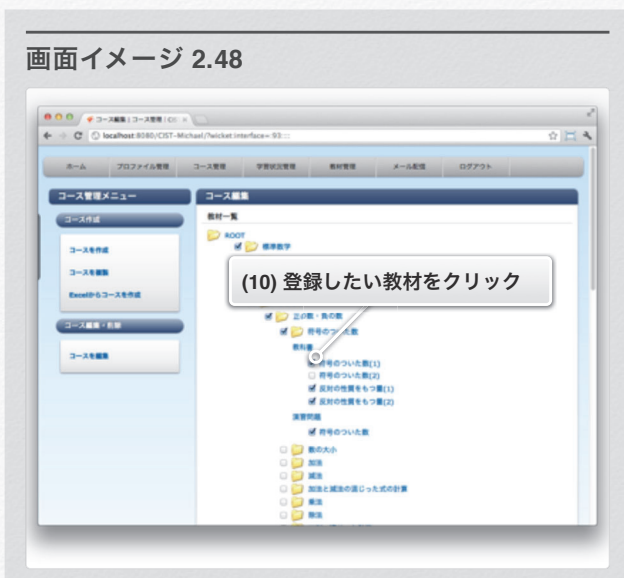 画面イメージ 2.48
コース編集 | コース管理 | CIS
localhost:8080/CIST-Michael/?wicket:interface=:93::::
ホーム プロファイル管理 コース管理 学習状況管理 教材管理 メール配信 ログアウト
コース管理メニュー
コース作成
コースを作成
コースを複製
Excelからコースを作成
コース編集・削除
コースを編集
コース編集
教材一覧
ROOT
標準数学
(10) 登録したい教材をクリック
正の数・負の数
符号のついた数
教科書
符号のついた数(1)
符号のついた数(2)
反対の性質をもつ量(1)
反対の性質をもつ量(2)
演習問題
符号のついた数
数の大小
加法
減法
加法と減法の混じった式の計算
乗法
除法